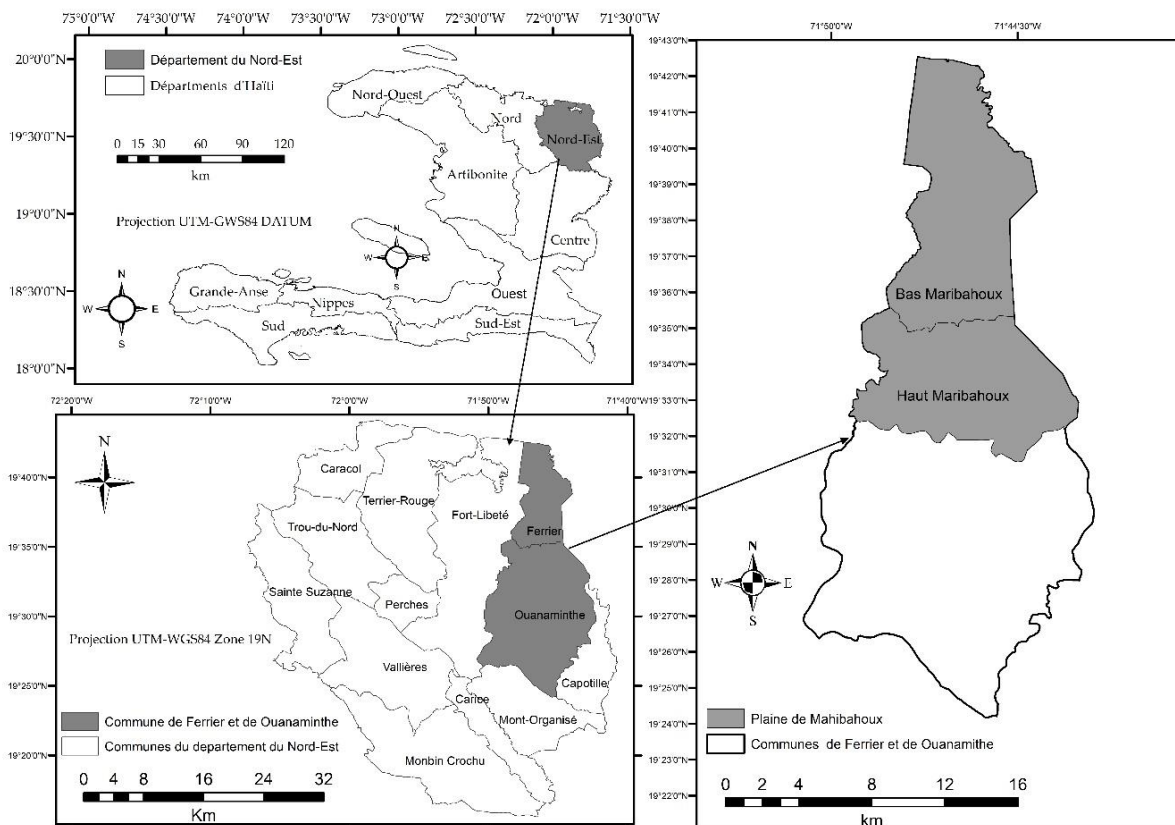 75°0'0"W 74°30'0"W 74°0'0"W 73°30'0"W 73°0'0"W 72°30'0"W 72°0'0"W 71°30'0"W
20°0'0"N
19°30'0"N
19°0'0"N
18°30'0"N
18°0'0"N
Département du Nord-Est
Départments d'Haïti
0 15 30 60 90 120
km
Projection UTM-GWS84 DATUM
Nord-Ouest
Nord
Nord-Est
Artibonite
Centre
Ouest
Grande-Anse
Nippes
Sud
Sud-Est
N
W E
S
N
W E
S
72°20'0"W 72°10'0"W 72°0'0"W 71°50'0"W 71°40'0"W
19°40'0"N
19°35'0"N
19°30'0"N
19°25'0"N
19°20'0"N
N
Caracol
Terrier-Rouge
Fort-Libeté
Trou-du-Nord
Ferrier
Sainte Suzanne
Perches
Ouanaminthe
Projection UTM-WGS84 Zone 19N
Vallières
Capotille
Carice
Mont-Organisé
Monbin Crochu
Commune de Ferrier et de Ouanaminthe
Communes du departement du Nord-Est
0 4 8 16 24 32
Km
71°50'0"W 71°44'30"W
19°43'0"N
19°42'0"N
19°40'0"N
19°39'0"N
19°38'0"N
19°37'0"N
19°36'0"N
19°35'0"N
19°34'0"N
19°33'0"N
19°32'0"N
19°31'0"N
19°30'0"N
19°29'0"N
19°28'0"N
19°27'0"N
19°26'0"N
19°25'0"N
19°24'0"N
19°23'0"N
19°22'0"N
Bas Maribahoux
Haut Maribahoux
N
W E
S
Plaine de Mahibahoux
Communes de Ferrier et de Ouanamithe
0 2 4 8 12 16
km